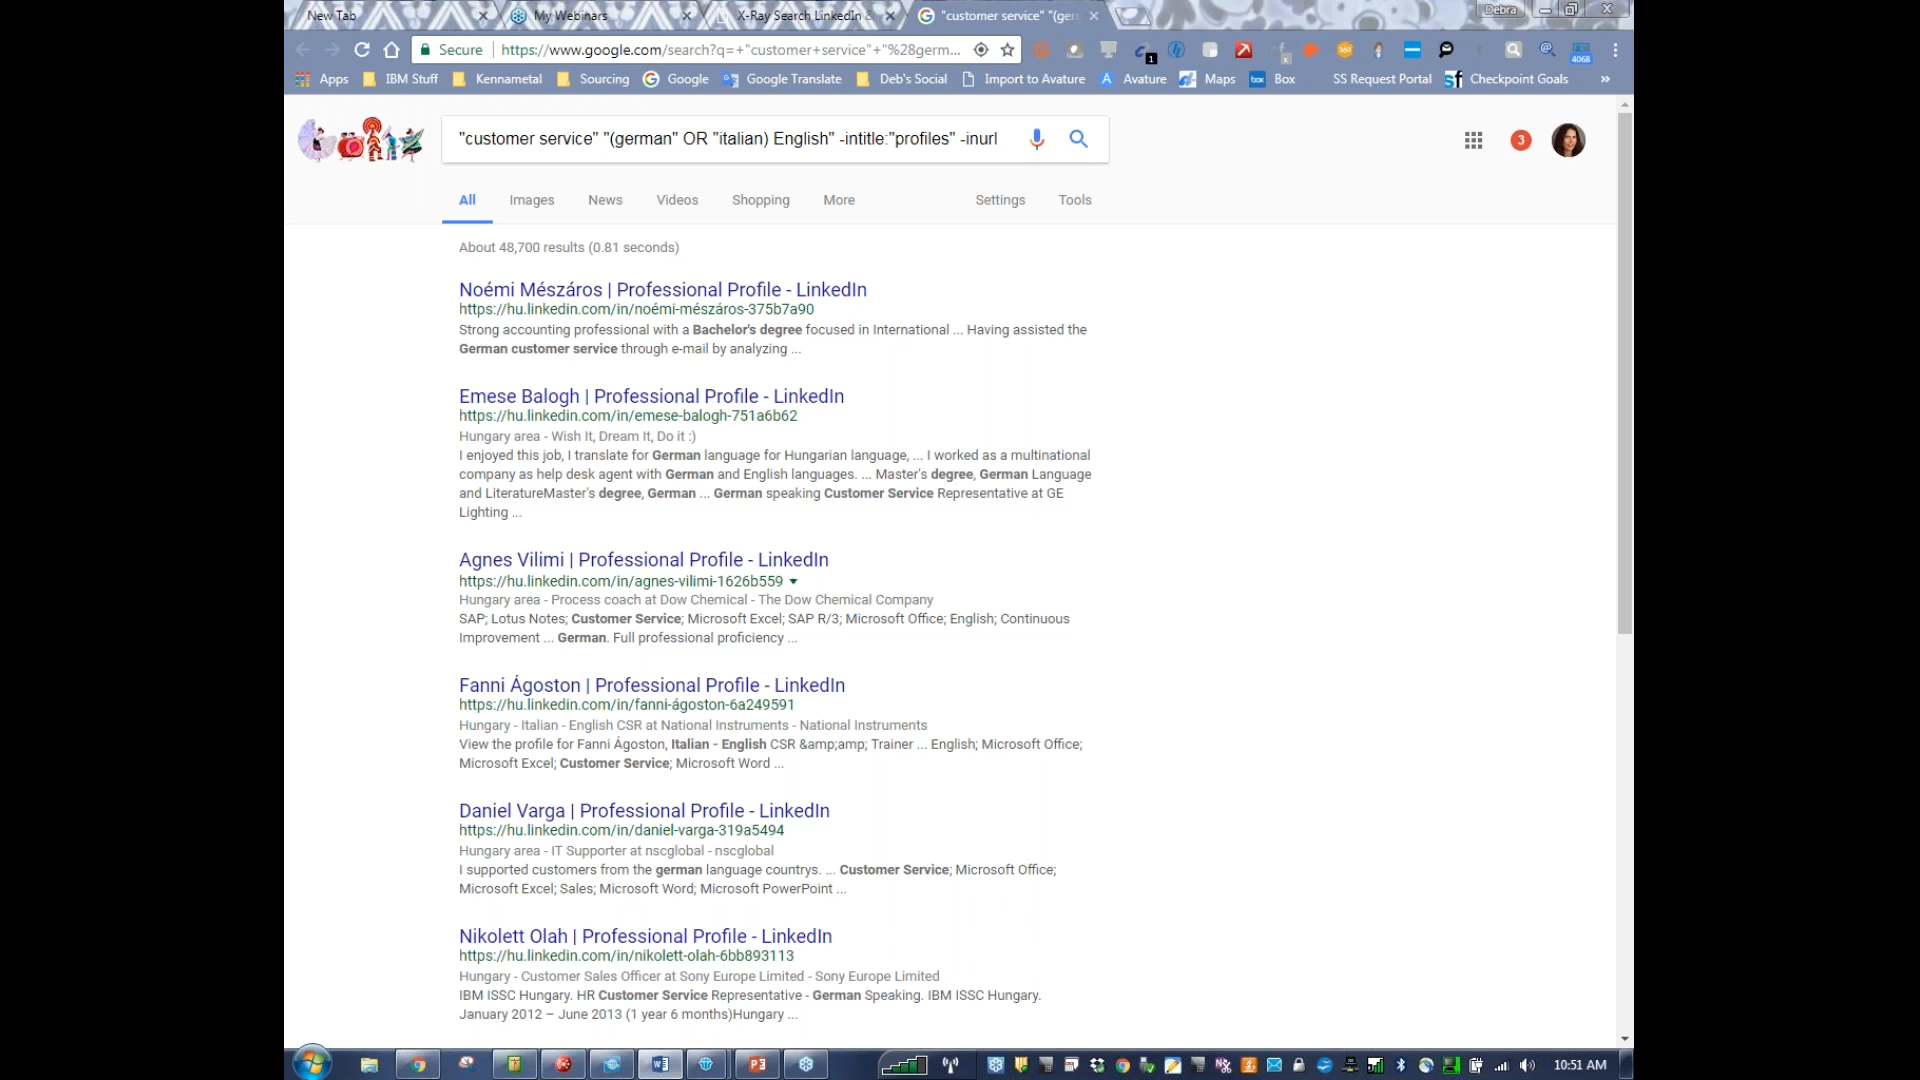 New Tab
My Webinars
X-Ray Search LinkedIn
"customer service" "(ger
Debra
Secure
https://www.google.com/search?q=+"customer+service"+"%28germ...
1
4068
Apps
IBM Stuff
Kennametal
Sourcing
Google
Google Translate
Deb's Social
Import to Avature
Avature
Maps
Box
SS Request Portal
Checkpoint Goals
»
"customer service" "(german" OR "italian) English" -intitle:"profiles" -inurl
3
All
Images
News
Videos
Shopping
More
Settings
Tools
About 48,700 results (0.81 seconds)
Noémi Mészáros | Professional Profile - LinkedIn
https://hu.linkedin.com/in/noémi-mészáros-375b7a90
Strong accounting professional with a Bachelor's degree focused in International ... Having assisted the
German customer service through e-mail by analyzing ...
Emese Balogh | Professional Profile - LinkedIn
https://hu.linkedin.com/in/emese-balogh-751a6b62
Hungary area - Wish It, Dream It, Do it :)
I enjoyed this job, I translate for German language for Hungarian language, ... I worked as a multinational
company as help desk agent with German and English languages. ... Master's degree, German Language
and LiteratureMaster's degree, German ... German speaking Customer Service Representative at GE
Lighting ...
Agnes Vilimi | Professional Profile - LinkedIn
https://hu.linkedin.com/in/agnes-vilimi-1626b559
Hungary area - Process coach at Dow Chemical - The Dow Chemical Company
SAP; Lotus Notes; Customer Service; Microsoft Excel; SAP R/3; Microsoft Office; English; Continuous
Improvement ... German. Full professional proficiency ...
Fanni Ágoston | Professional Profile - LinkedIn
https://hu.linkedin.com/in/fanni-ágoston-6a249591
Hungary - Italian - English CSR at National Instruments - National Instruments
View the profile for Fanni Ágoston, Italian - English CSR &amp;amp; Trainer ... English; Microsoft Office;
Microsoft Excel; Customer Service; Microsoft Word ...
Daniel Varga | Professional Profile - LinkedIn
https://hu.linkedin.com/in/daniel-varga-319a5494
Hungary area - IT Supporter at nscglobal - nscglobal
I supported customers from the german language countrys. ... Customer Service; Microsoft Office;
Microsoft Excel; Sales; Microsoft Word; Microsoft PowerPoint ...
Nikolett Olah | Professional Profile - LinkedIn
https://hu.linkedin.com/in/nikolett-olah-6bb893113
Hungary - Customer Sales Officer at Sony Europe Limited - Sony Europe Limited
IBM ISSC Hungary. HR Customer Service Representative - German Speaking. IBM ISSC Hungary.
January 2012 – June 2013 (1 year 6 months)Hungary ...
10:51 AM